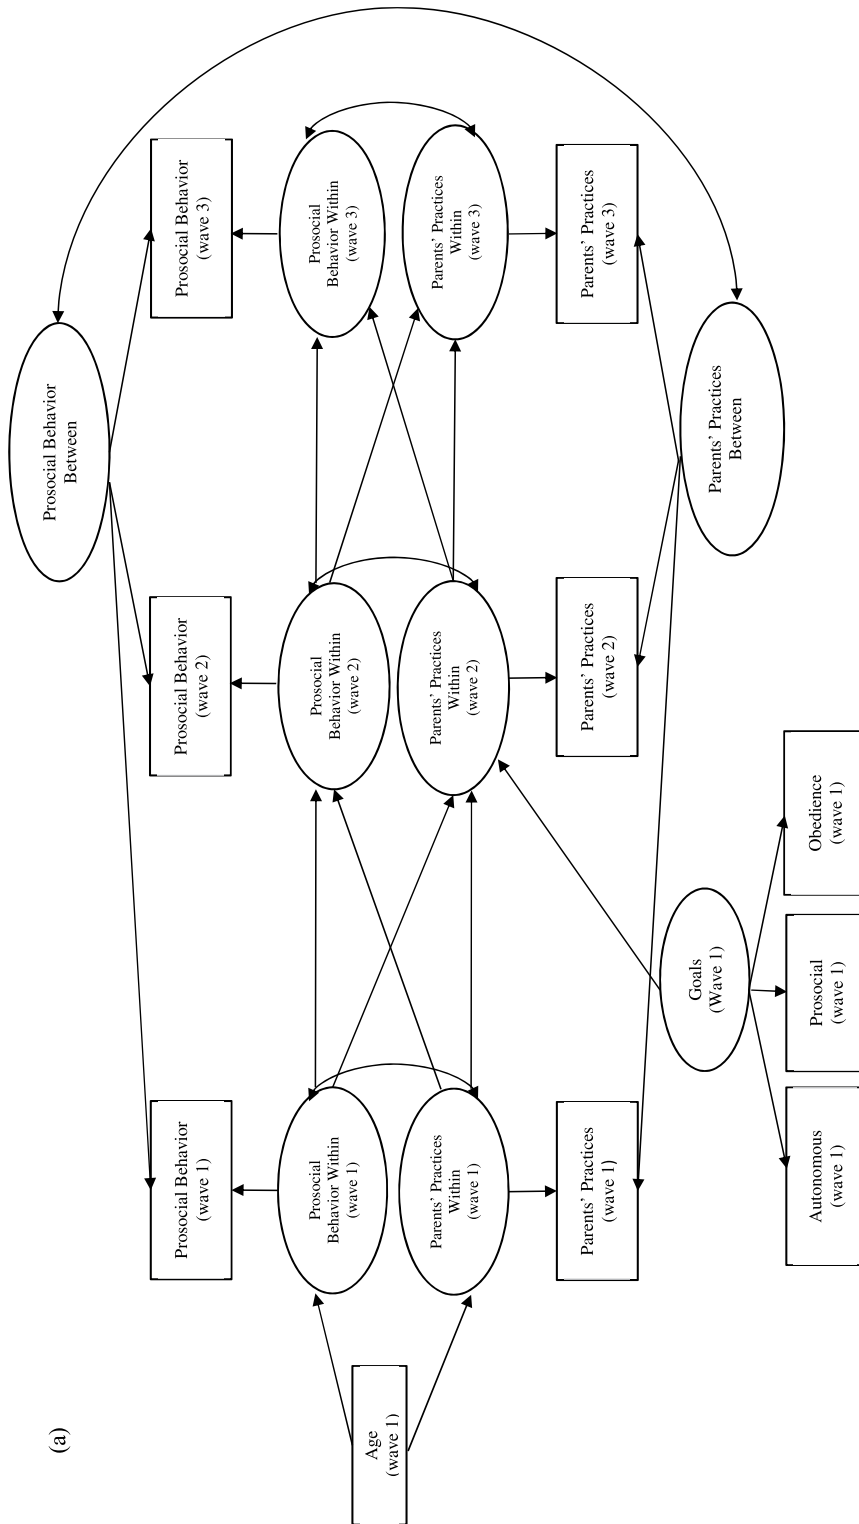 (a)
Prosocial Behavior
Between
Prosocial Behavior
(wave 1)
Prosocial Behavior
(wave 2)
Prosocial Behavior
(wave 3)
Age
(wave 1)
Prosocial
Behavior Within
(wave 1)
Prosocial
Behavior Within
(wave 2)
Prosocial
Behavior Within
(wave 3)
Parents’ Practices
Within
(wave 1)
Parents’ Practices
Within
(wave 2)
Parents’ Practices
Within
(wave 3)
Parents’ Practices
(wave 1)
Parents’ Practices
(wave 2)
Parents’ Practices
(wave 3)
Goals
(Wave 1)
Parents’ Practices
Between
Autonomous
(wave 1)
Prosocial
(wave 1)
Obedience
(wave 1)